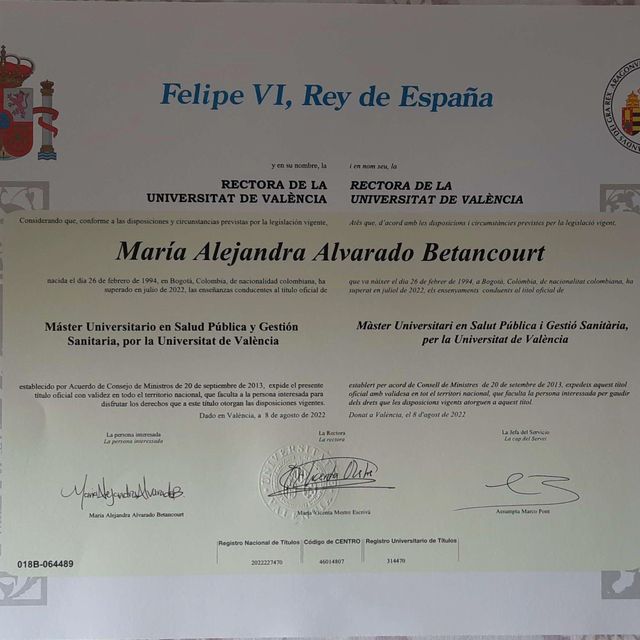 Felipe VI, Rey de España
y en su nombre, la
RECTORA DE LA
UNIVERSITAT DE VALÈNCIA
i en nom seu, la
RECTORA DE LA
UNIVERSITAT DE VALÈNCIA
Considerando que, conforme a las disposiciones y circunstancias previstas por la legislación vigente,
Atés que, d'acord amb les disposicions i circumstàncies previstes per la legislació vigent,
María Alejandra Alvarado Betancourt
nacida el día 26 de febrero de 1994, en Bogotá, Colombia, de nacionalidad colombiana, ha
superado en julio de 2022, las enseñanzas conducentes al título oficial de
que va nàixer el dia 26 de febrer de 1994, a Bogotá, Colombia, de nacionalitat colombiana, ha
superat en juliol de 2022, els ensenyaments conduents al títol oficial de
Máster Universitario en Salud Pública y Gestión
Sanitaria, por la Universitat de València
Màster Universitari en Salut Pública i Gestió Sanitària,
per la Universitat de València
establecido por Acuerdo de Consejo de Ministros de 20 de septiembre de 2013, expide el presente
título oficial con validez en todo el territorio nacional, que faculta a la persona interesada para
disfrutar los derechos que a este título otorgan las disposiciones vigentes.
Dado en València, a 8 de agosto de 2022
establert per acord de Consell de Ministres de 20 de setembre de 2013, expedeix aquest títol
oficial amb validesa en tot el territori nacional, que faculta la persona interessada per gaudir
dels drets que les disposicions vigents atorguen a aquest títol.
Donat a València, el 8 d'agost de 2022
La persona interesada
La persona interessada
La Rectora
La rectora
La Jefa del Servicio
La cap del Servei
María Alejandra Alvarado Betancourt
María Vicenta Mestre Escrivà
Assumpta Marco Pont
Registro Nacional de Títulos
Código de CENTRO
Registro Universitario de Títulos
2022227470
46014807
314470
018B-064489